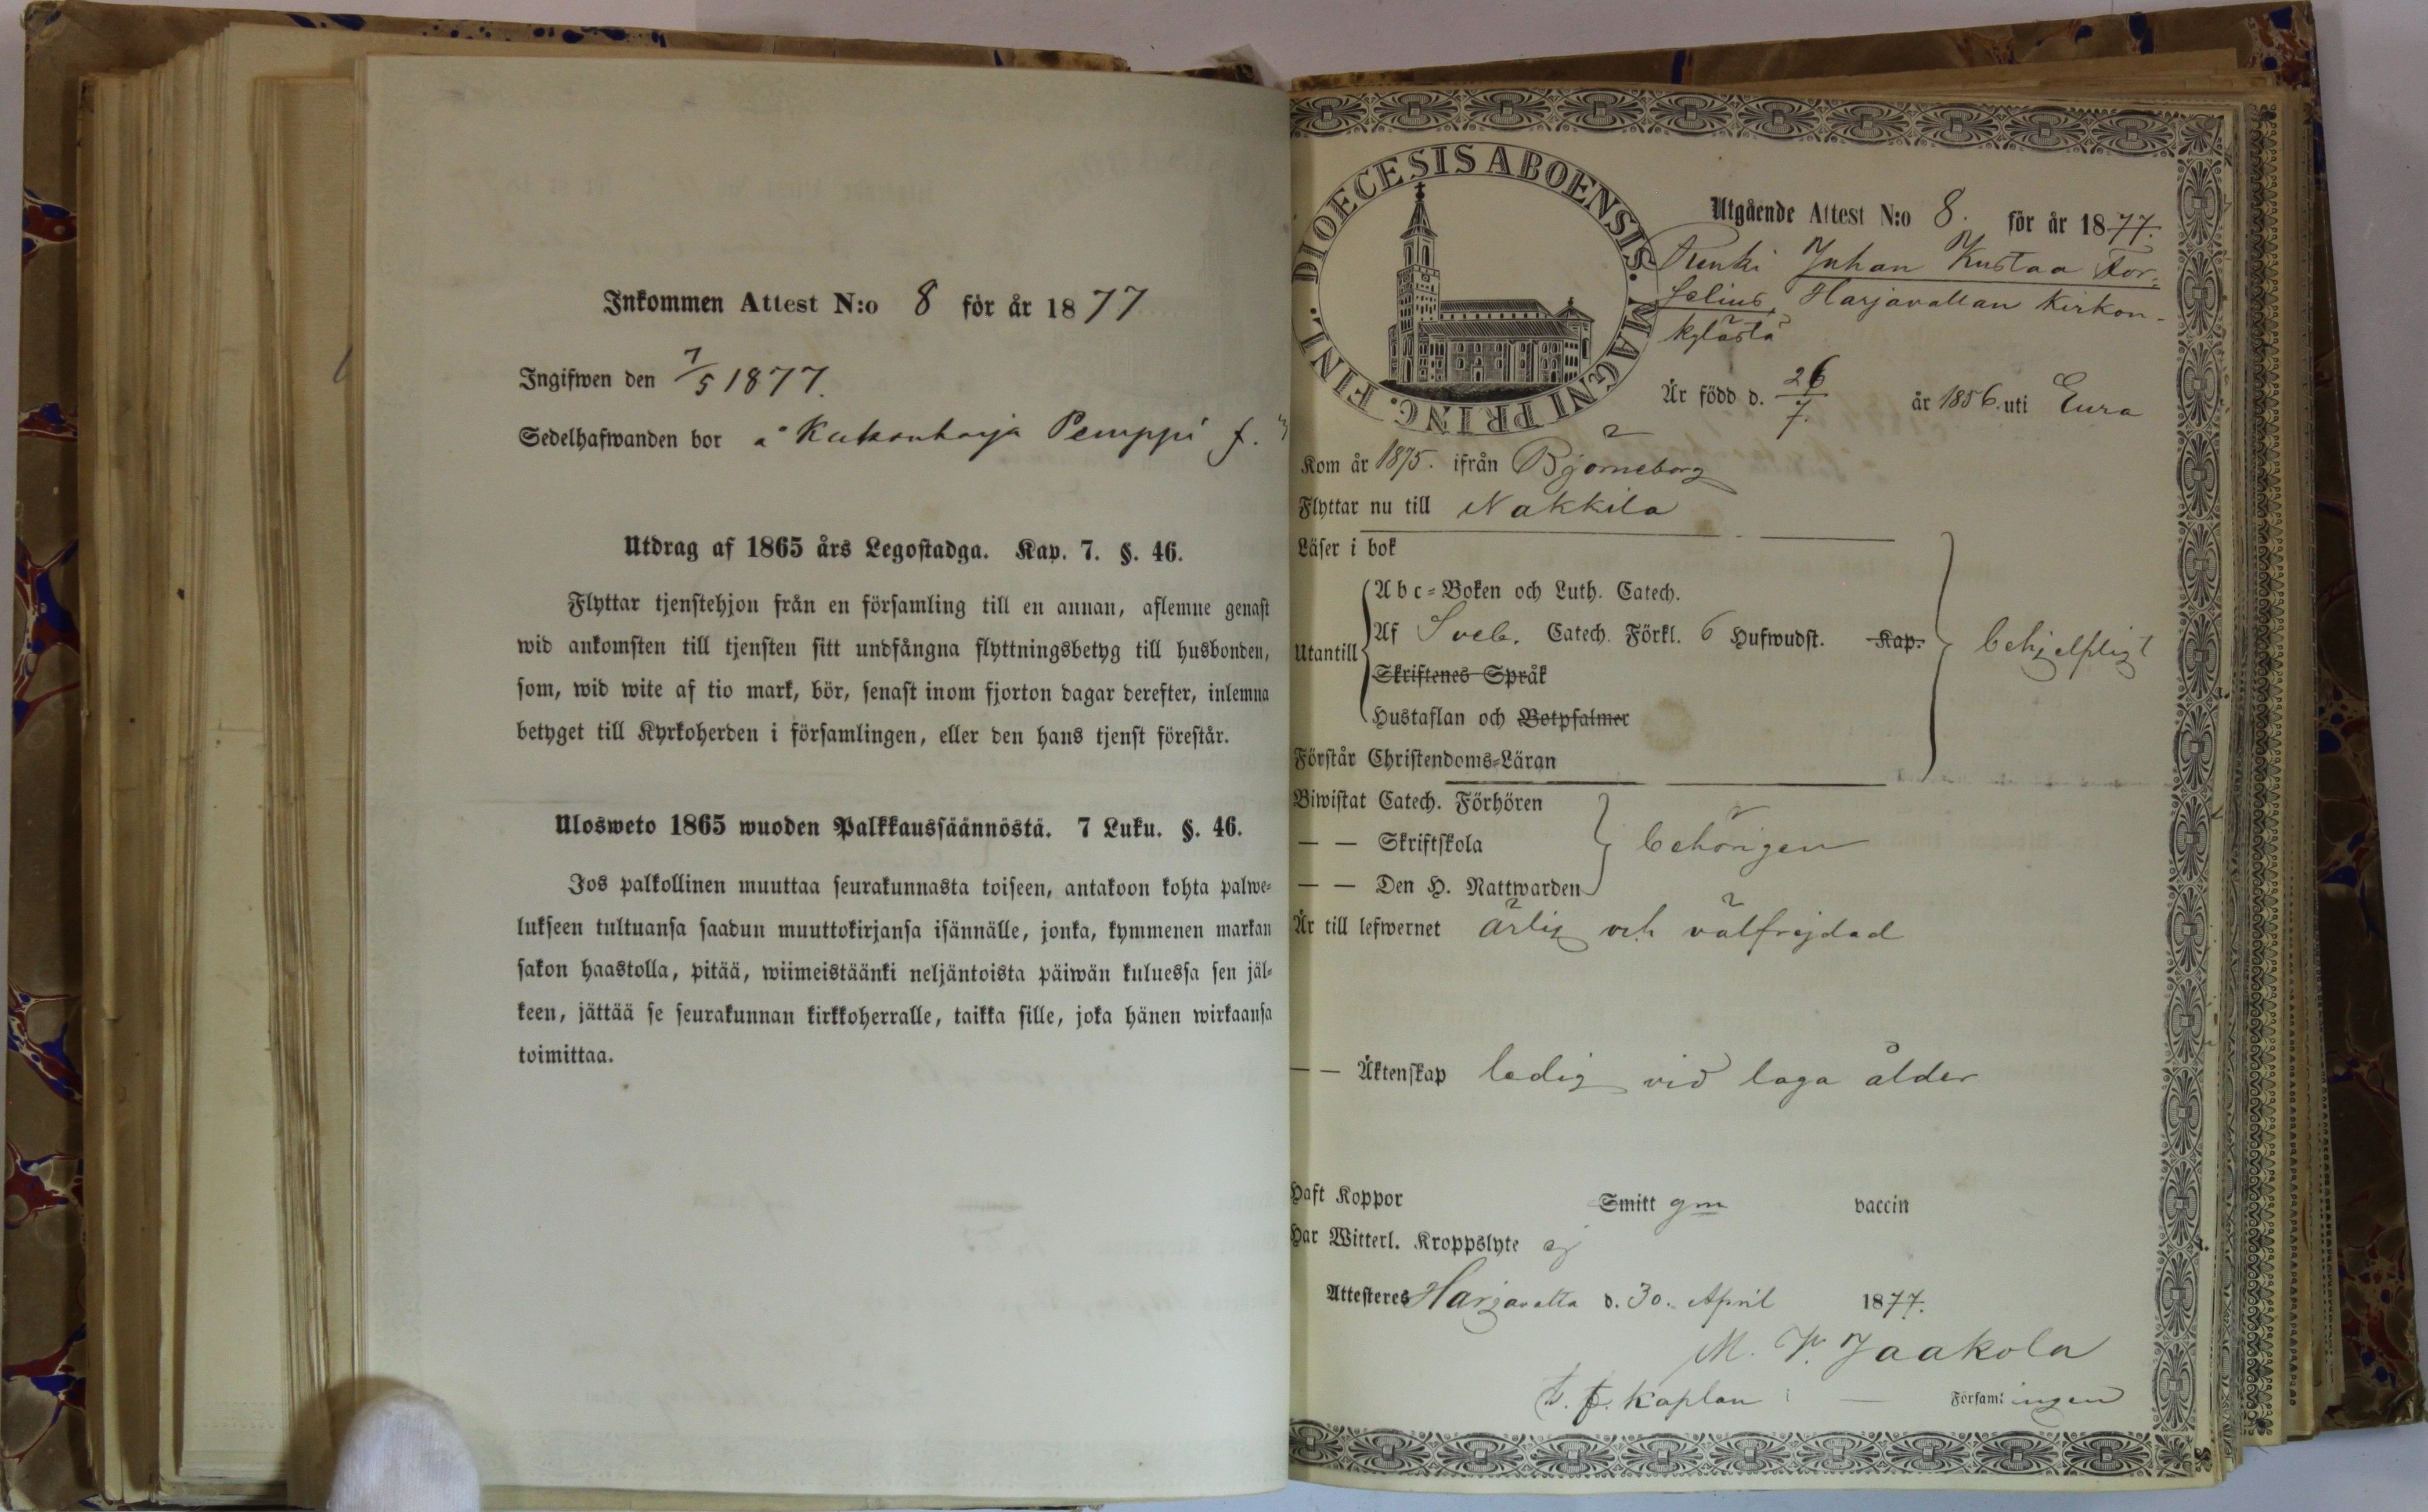 Inkommen Attest N:o 8 för år 1877
Ingifwen den 7/5 1877.
Sedelhafwanden bor å Kukonharja Pemppi f.
Utdrag af 1865 års Legostadga. Kap. 7. §. 46.
Flyttar tjenstehjon från en församling till en annan, aflemne genast
wid ankomsten till tjensten sitt undfångna flyttningsbetyg till husbonden,
som, wid wite af tio mark, bör, senast inom fjorton dagar derefter, inlemna
betyget till Kyrkoherden i församlingen, eller den hans tjenst förestår.
Ulosweto 1865 wuoden Palkkaussäännöstä. 7 Luku. §. 46.
Jos palkollinen muuttaa seurakunnasta toiseen, antakoon kohta palwe-
lukseen tultuansa saadun muuttokirjansa isännälle, jonka, kymmenen markan
sakon haastolla, pitää, wiimeistäänki neljäntoista päiwän kuluessa sen jäl-
keen, jättää se seurakunnan kirkkoherralle, taikka sille, joka hänen wirkaansa
toimittaa.
DIOECESIS ABOENSIS. MAGNI PRINC. FINL.
Utgående Attest N:o 8. för år 1877.
Renki Juhan Kustaa For-
selius, Harjavallan Kirkon-
kylästä
Är född d. 26/7. år 1856. uti Eura
Kom år 1875. ifrån Björneborg
Flyttar nu till Nakkila
Läser i bok
Abc-Boken och Luth. Catech.
Utantill Af Sveb. Catech. Förkl. 6 Hufwudst. Kap. behjelpligt
Skriftenes Språk
Hustaflan och Botpsalmer
Förstår Christendoms-Läran
Biwistat Catech. Förhören
— — Skriftskola behörigen
— — Den H. Nattwarden
Är till lefwernet ärlig och välfrejdad
— — Äktenskap ledig vid laga ålder
Haft Koppor Smitt gm vaccin
Har Witterl. Kroppslyte ej
Attesteres Harjavalta d. 30. April 1877.
M. W. Jaakola
t. f. Kaplan i — Församlingen